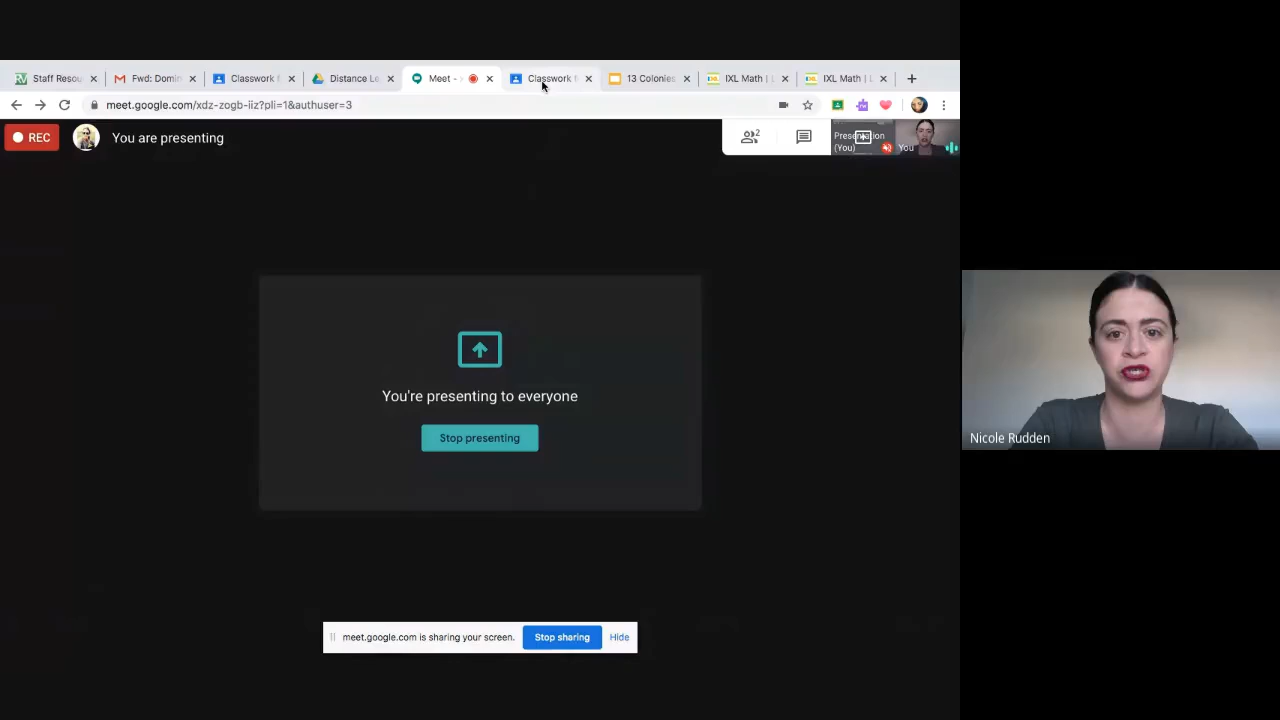 Staff Resou
Fwd: Domin
Classwork f
Distance Le
Meet -
Classwork f
13 Colonies
IXL Math | L
IXL Math | L
meet.google.com/xdz-zogb-iiz?pli=1&authuser=3
REC
You are presenting
2
Presentation
(You)
You
You're presenting to everyone
Stop presenting
Nicole Rudden
meet.google.com is sharing your screen.
Stop sharing
Hide